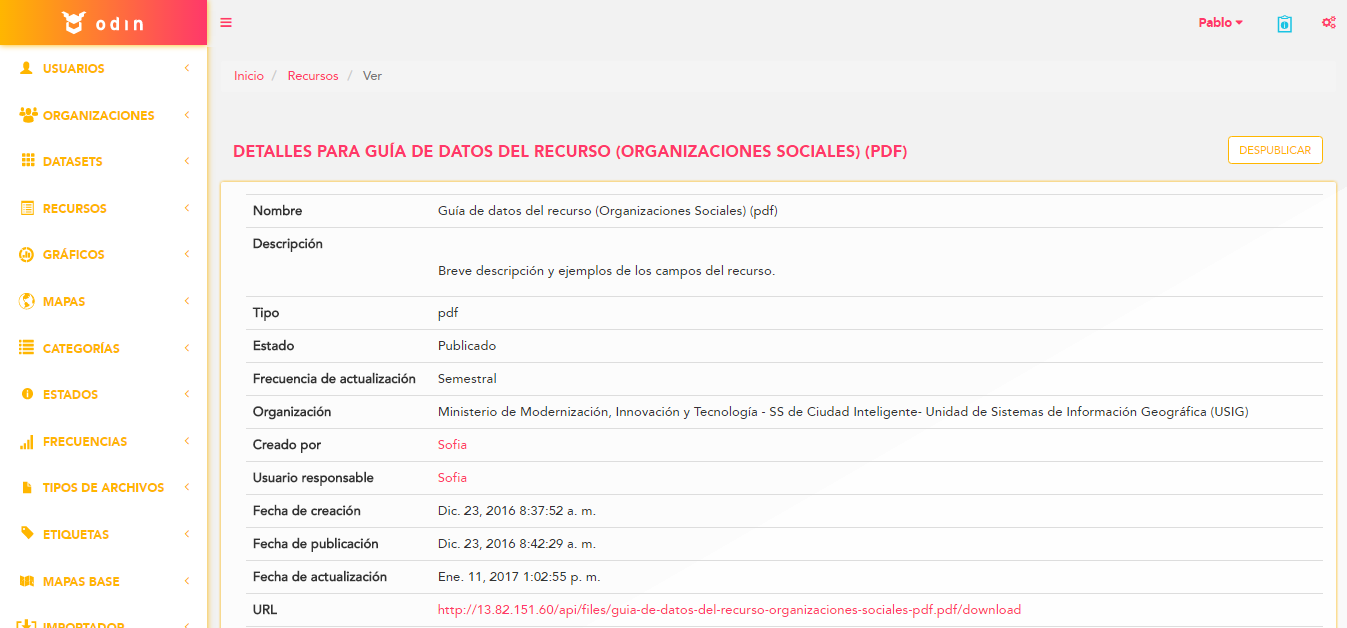 odin
Pablo
USUARIOS
ORGANIZACIONES
DATASETS
RECURSOS
GRÁFICOS
MAPAS
CATEGORÍAS
ESTADOS
FRECUENCIAS
TIPOS DE ARCHIVOS
ETIQUETAS
MAPAS BASE
IMPORTADOR
Inicio / Recursos / Ver
DETALLES PARA GUÍA DE DATOS DEL RECURSO (ORGANIZACIONES SOCIALES) (PDF)
DESPUBLICAR
Nombre Guía de datos del recurso (Organizaciones Sociales) (pdf)
Descripción
Breve descripción y ejemplos de los campos del recurso.
Tipo pdf
Estado Publicado
Frecuencia de actualización Semestral
Organización Ministerio de Modernización, Innovación y Tecnología - SS de Ciudad Inteligente- Unidad de Sistemas de Información Geográfica (USIG)
Creado por Sofia
Usuario responsable Sofia
Fecha de creación Dic. 23, 2016 8:37:52 a. m.
Fecha de publicación Dic. 23, 2016 8:42:29 a. m.
Fecha de actualización Ene. 11, 2017 1:02:55 p. m.
URL http://13.82.151.60/api/files/guia-de-datos-del-recurso-organizaciones-sociales-pdf.pdf/download